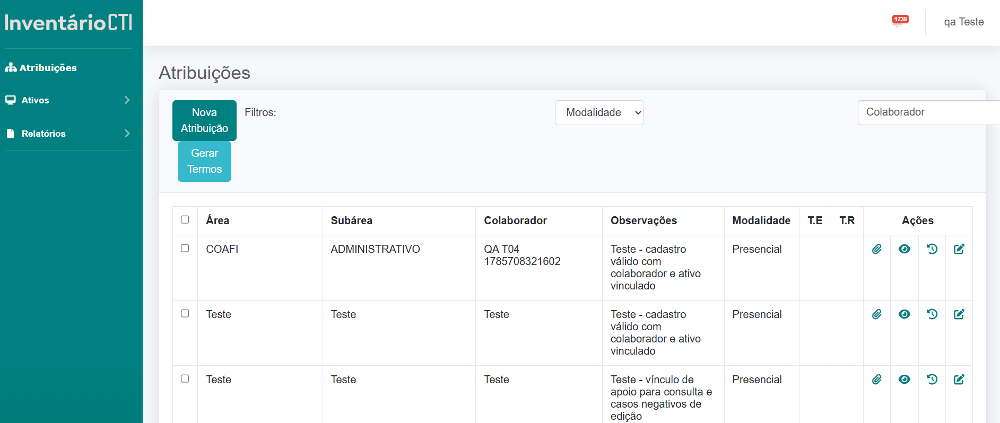 InventárioCTI
1739
qa Teste
Atribuições
Ativos
Relatórios
Atribuições
Nova
Atribuição
Gerar
Termos
Filtros:
Modalidade
Colaborador
Área Subárea Colaborador Observações Modalidade T.E T.R Ações
COAFI ADMINISTRATIVO QA T04 Teste - cadastro Presencial
1785708321602 válido com
colaborador e ativo
vinculado
Teste Teste Teste Teste - cadastro Presencial
válido com
colaborador e ativo
vinculado
Teste Teste Teste Teste - vínculo de Presencial
apoio para consulta e
casos negativos de
edição